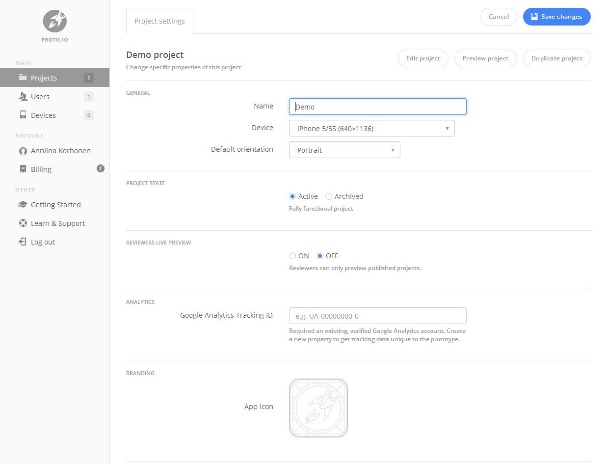 PROTO.IO
MAIN
Projects 1
Users 1
Devices 0
ACCOUNT
Anniina Korhonen
Billing
OTHER
Getting Started
Learn & Support
Log out
Project settings
Cancel
Save changes
Demo project
Change specific properties of this project
Edit project
Preview project
Duplicate project
GENERAL
Name Demo
Device iPhone 5/5S (640×1136)
Default orientation Portrait
PROJECT STATE
Active Archived
Fully functional project
REVIEWERS LIVE PREVIEW
ON OFF
Reviewers can only preview published projects.
ANALYTICS
Google Analytics Tracking ID e.g. UA-00000000-0
Required an existing, verified Google Analytics account. Create
a new property to get tracking data unique to the prototype.
BRANDING
App icon